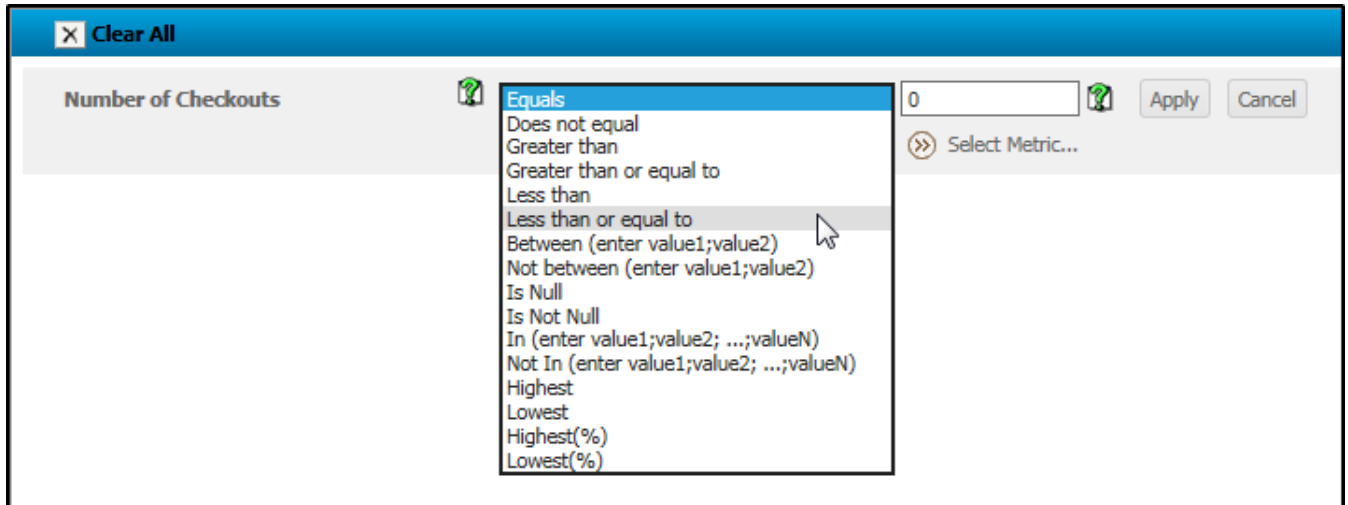 Clear All
Number of Checkouts
Equals
0
Apply
Cancel
Does not equal
Greater than
Select Metric...
Greater than or equal to
Less than
Less than or equal to
Between (enter value1;value2)
Not between (enter value1;value2)
Is Null
Is Not Null
In (enter value1;value2; ...;valueN)
Not In (enter value1;value2; ...;valueN)
Highest
Lowest
Highest(%)
Lowest(%)